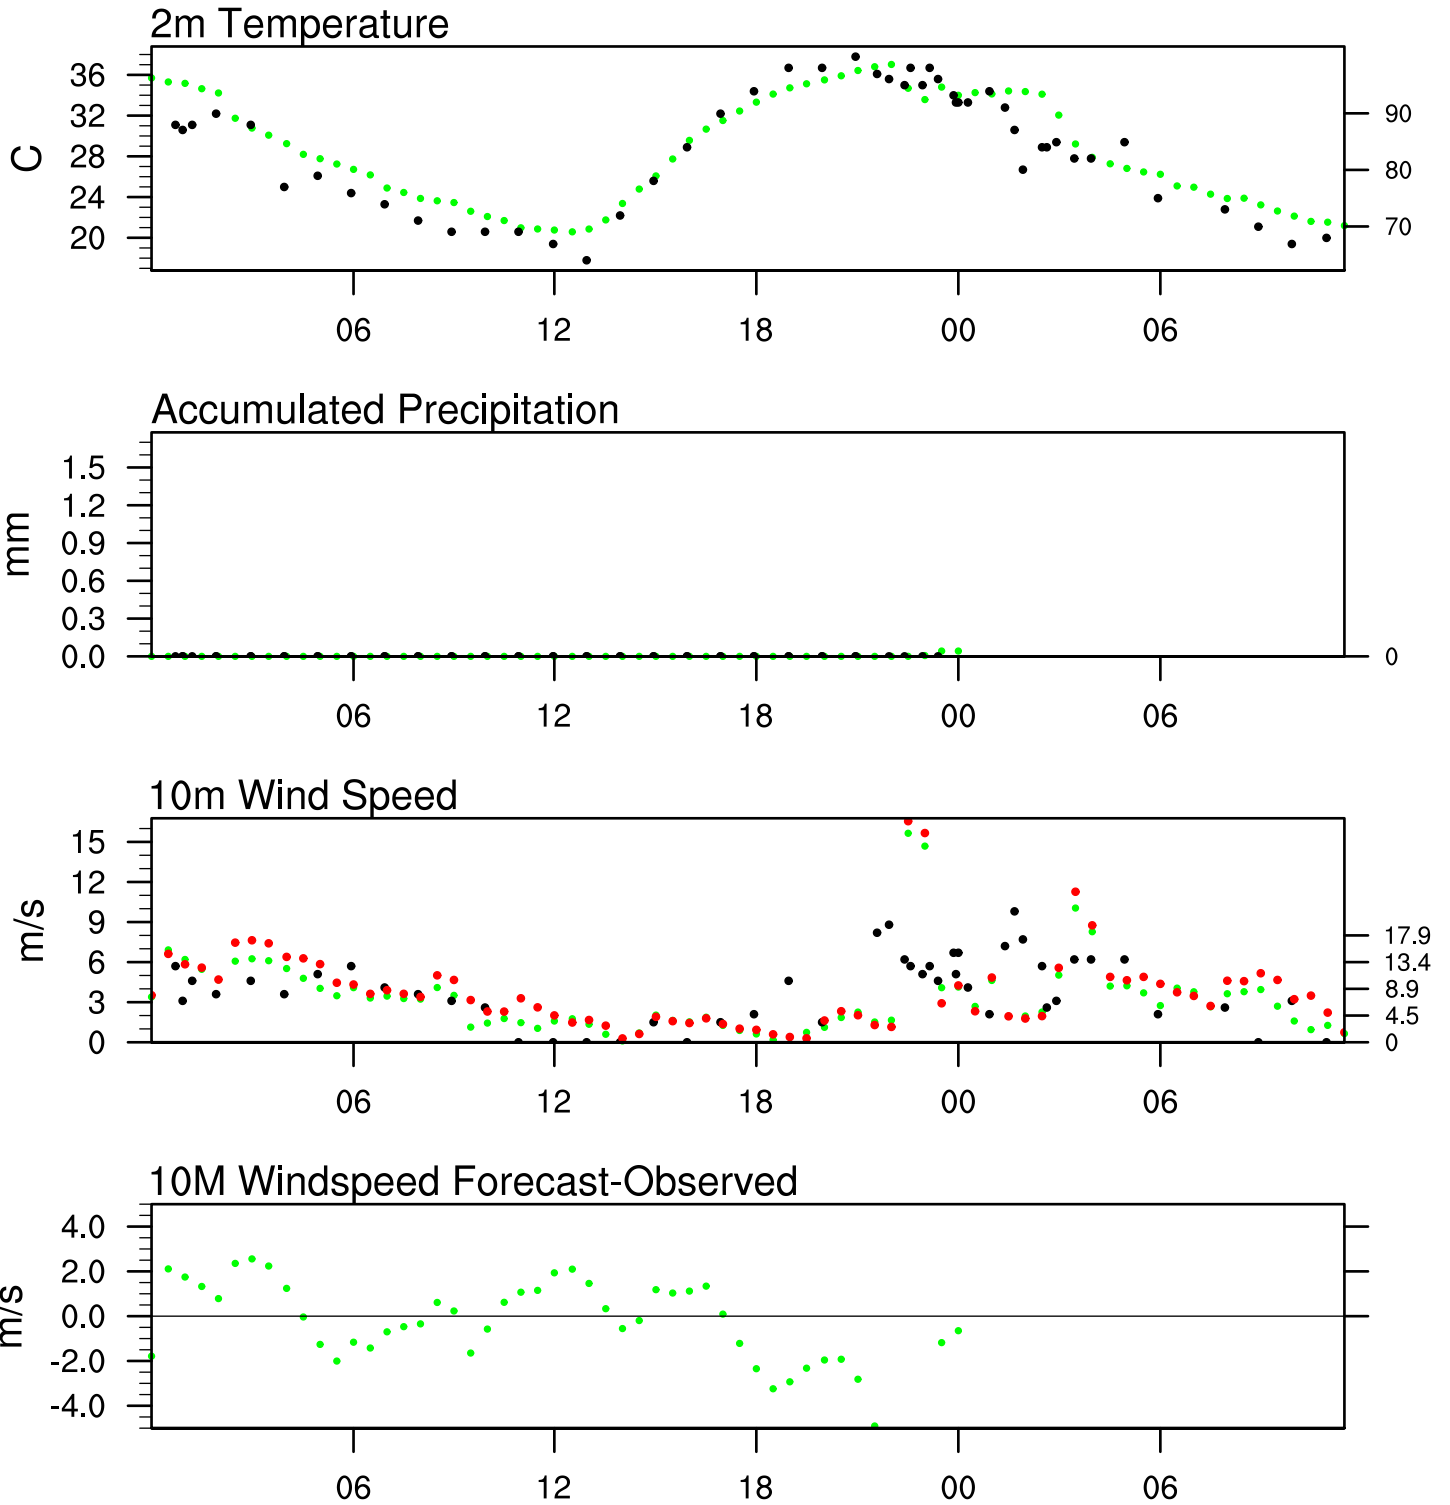 2m Temperature
C
36
32
28
24
20
90
80
70
06 12 18 00 06
Accumulated Precipitation
mm
1.5
1.2
0.9
0.6
0.3
0.0
0
06 12 18 00 06
10m Wind Speed
m/s
15
12
9
6
3
0
17.9
13.4
8.9
4.5
0
06 12 18 00 06
10M Windspeed Forecast-Observed
m/s
4.0
2.0
0.0
-2.0
-4.0
06 12 18 00 06